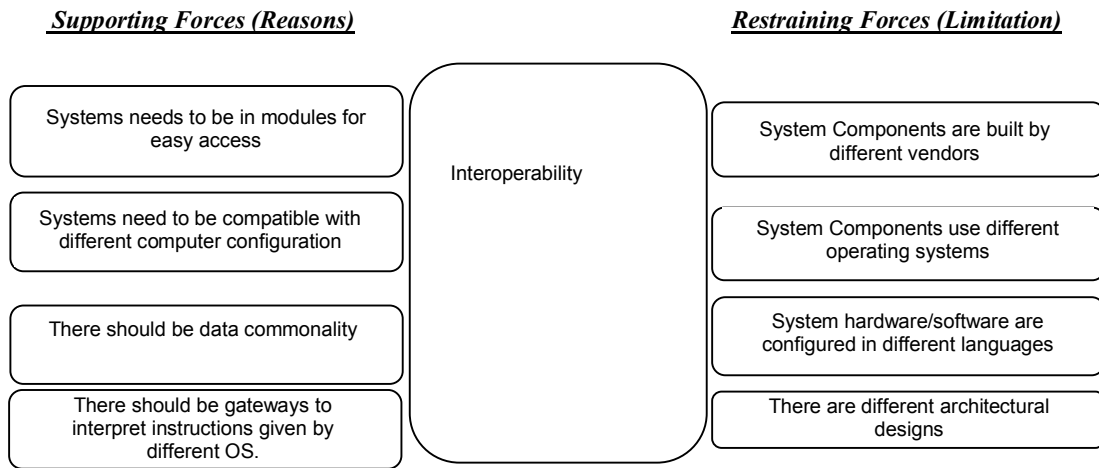 Supporting Forces (Reasons)
Restraining Forces (Limitation)
Systems needs to be in modules for
easy access
Systems need to be compatible with
different computer configuration
There should be data commonality
There should be gateways to
interpret instructions given by
different OS.
Interoperability
System Components are built by
different vendors
System Components use different
operating systems
System hardware/software are
configured in different languages
There are different architectural
designs